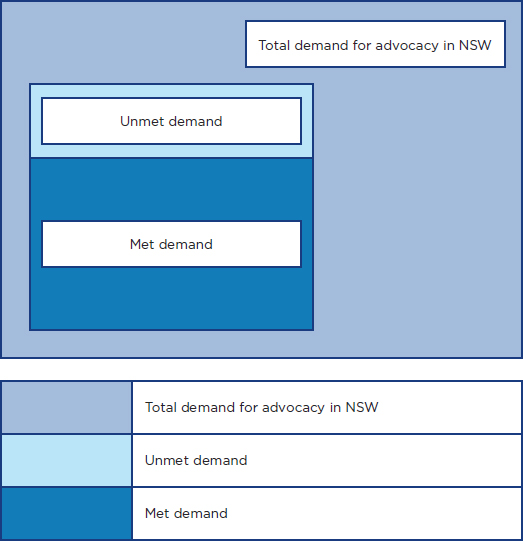 Total demand for advocacy in NSW
Unmet demand
Met demand
Total demand for advocacy in NSW
Unmet demand
Met demand